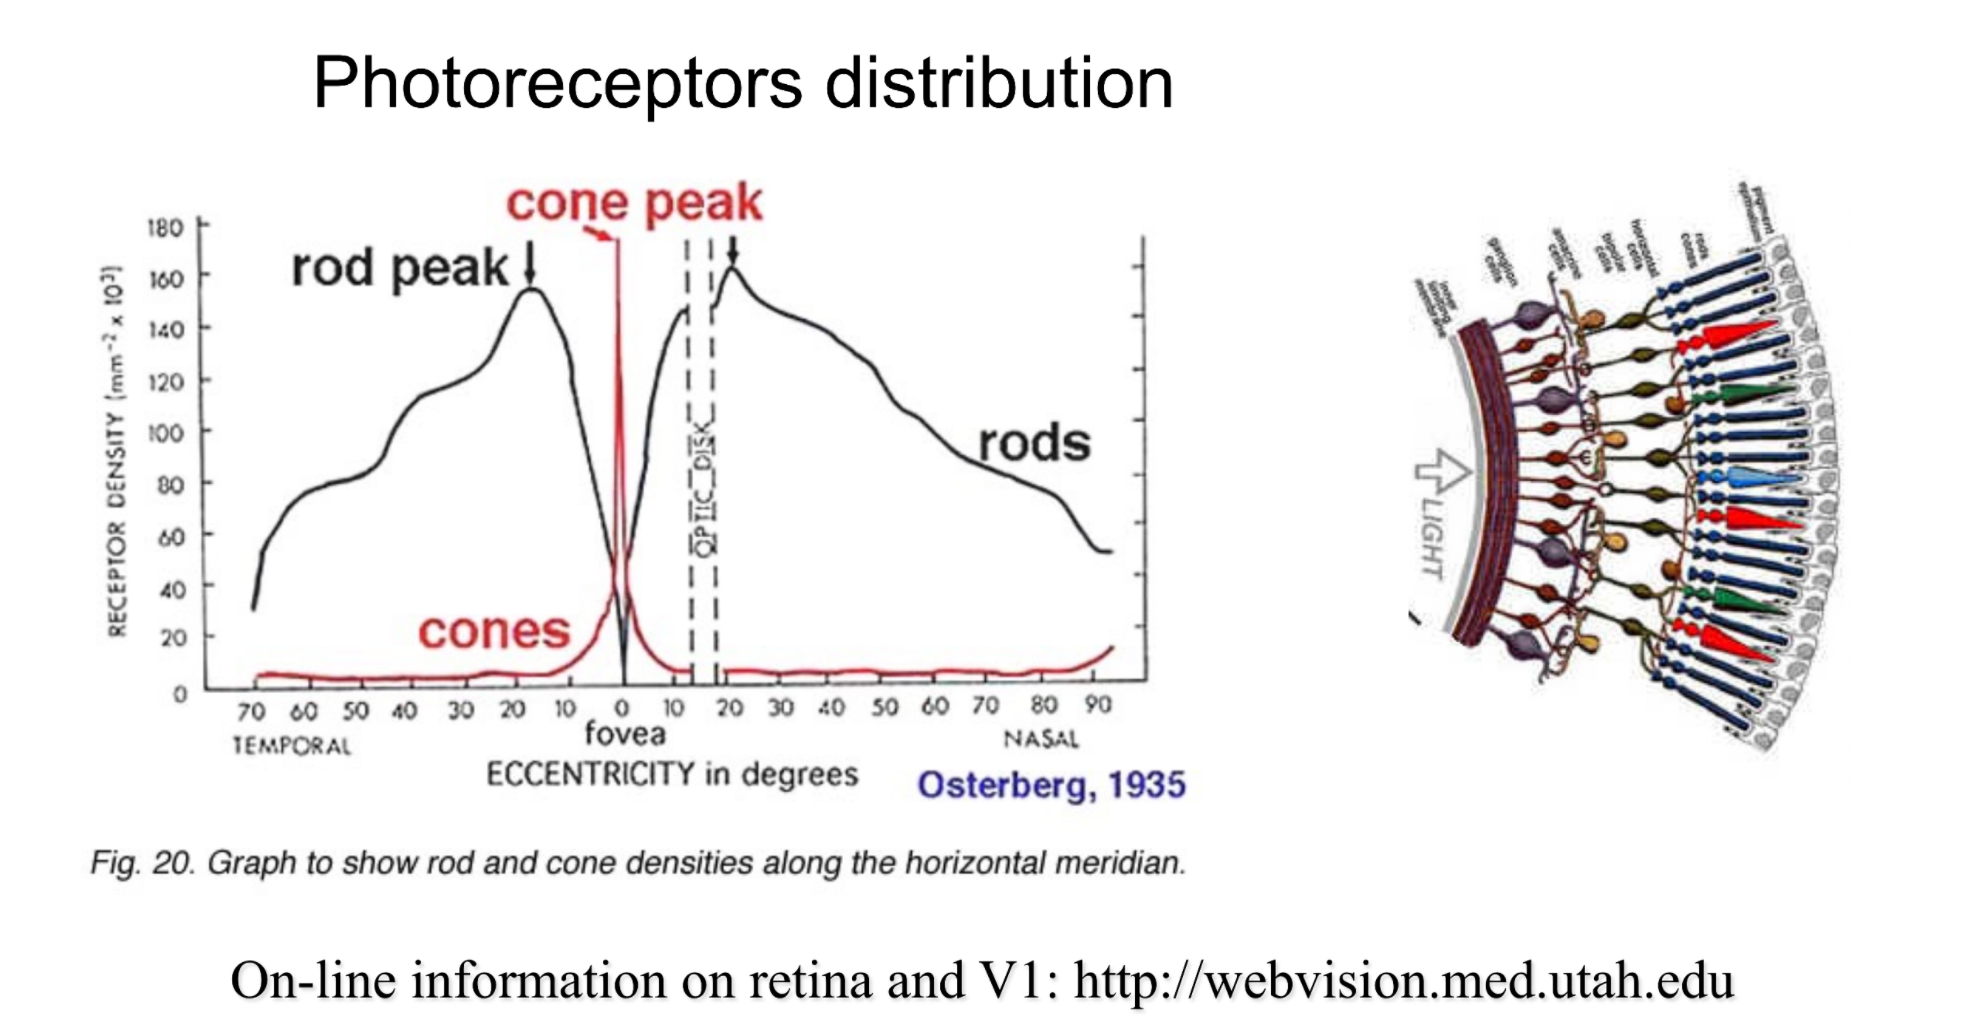 Photoreceptors distribution
cone peak
rod peak
rods
cones
RECEPTOR DENSITY (mm⁻² x 10³)
180
160
140
120
100
80
60
40
20
0
OPTIC DISK
70 60 50 40 30 20 10 0 10 20 30 40 50 60 70 80 90
TEMPORAL fovea NASAL
ECCENTRICITY in degrees
Osterberg, 1935
Fig. 20. Graph to show rod and cone densities along the horizontal meridian.
inner limiting membrane
ganglion cells
amacrine cells
bipolar cells
horizontal cells
rods
cones
pigment epithelium
LIGHT
On-line information on retina and V1: http://webvision.med.utah.edu